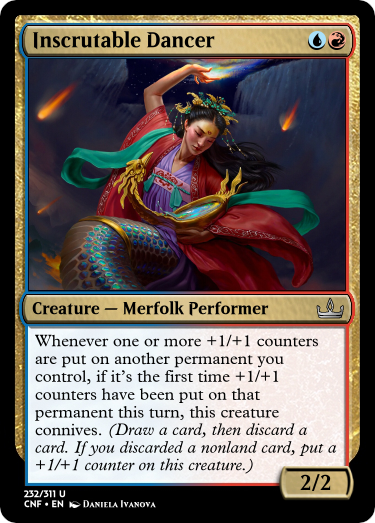 Inscrutable Dancer
Creature — Merfolk Performer
Whenever one or more +1/+1 counters
are put on another permanent you
control, if it's the first time +1/+1
counters have been put on that
permanent this turn, this creature
connives. (Draw a card, then discard a
card. If you discarded a nonland card, put a
+1/+1 counter on this creature.)
2/2
232/311 U
CNF • EN Daniela Ivanova